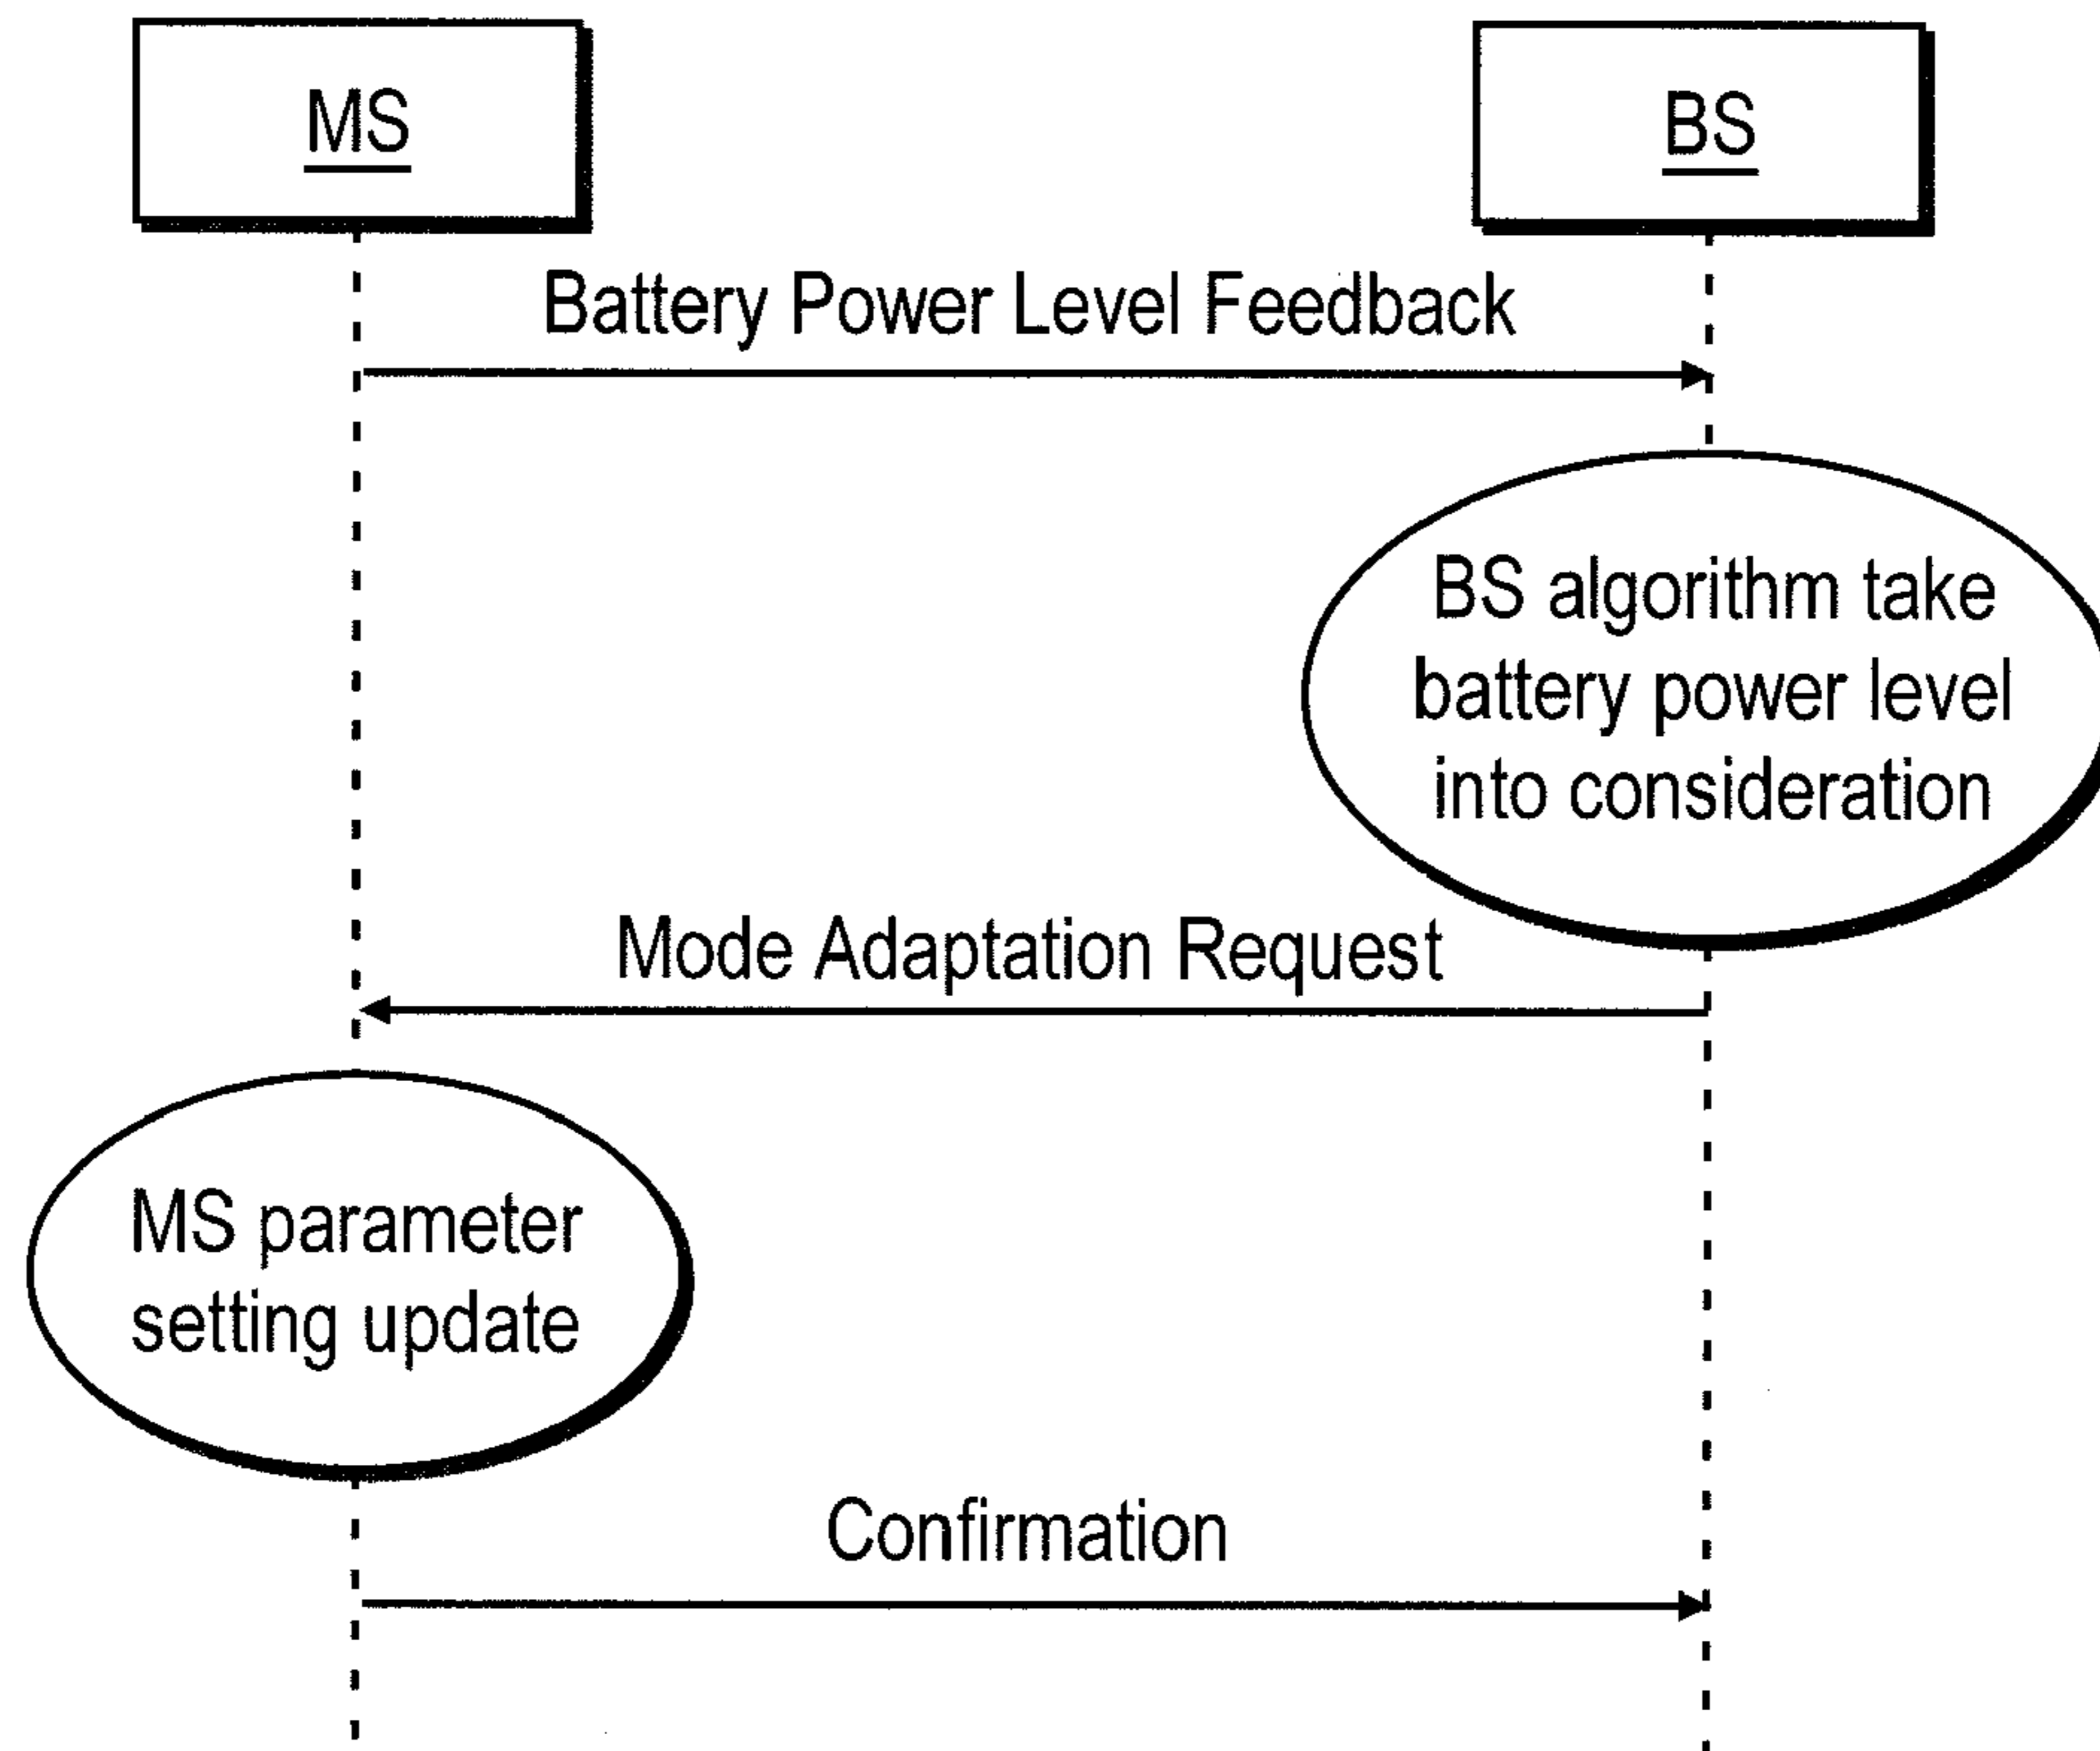 MS
BS
Battery Power Level Feedback
BS algorithm take
battery power level
into consideration
Mode Adaptation Request
MS parameter
setting update
Confirmation